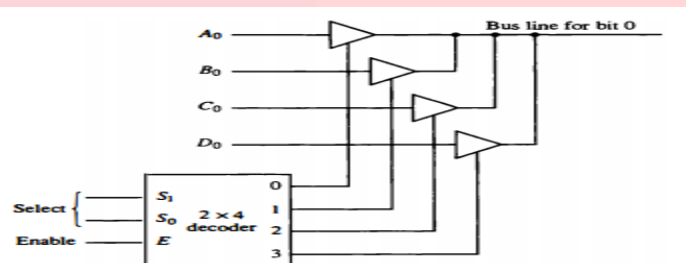 Bus line for bit 0
A0
B0
C0
D0
Select
S1
S0
Enable
E
2 × 4
decoder
0
1
2
3